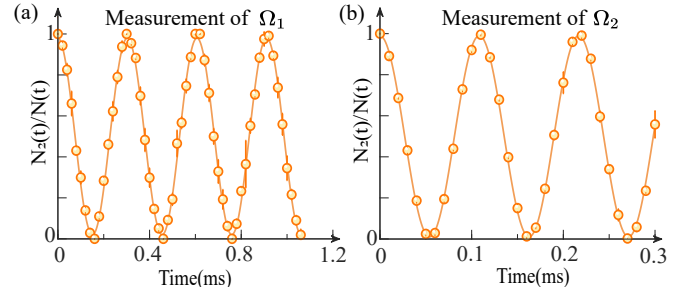 (a) Measurement of Ω₁
N₂(t)/N(t)
1
0
0 0.4 0.8 1.2
Time(ms)
(b) Measurement of Ω₂
N₂(t)/N(t)
1
0
0 0.1 0.2 0.3
Time(ms)